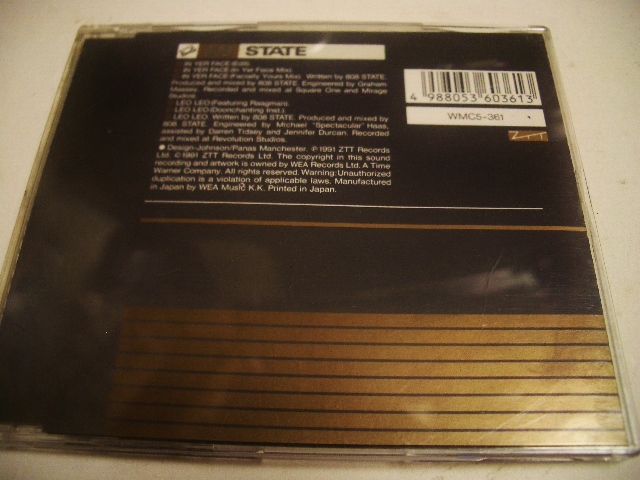 808 STATE
IN YER FACE (Edit)
IN YER FACE (In Yer Face Mix)
IN YER FACE (Facially Yours Mix). Written by 808 STATE.
Produced and mixed by 808 STATE. Engineered by Graham
Massey. Recorded and mixed at Square One and Mirage
Studios.
LEO LEO (Featuring Raagman)
LEO LEO (Doonchanting Inst.)
LEO LEO. Written by 808 STATE. Produced and mixed by
808 STATE. Engineered by Michael "Spectacular" Haas,
assisted by Darren Tidsey and Jennifer Durcan. Recorded
and mixed at Revolution Studios.
● Design-Johnson/Panas Manchester. ℗ 1991 ZTT Records
Ltd. © 1991 ZTT Records Ltd. The copyright in this sound
recording and artwork is owned by WEA Records Ltd. A Time
Warner Company. All rights reserved. Warning: Unauthorized
duplication is a violation of applicable laws. Manufactured
in Japan by WEA Music K.K. Printed in Japan.
4 988053 603613
WMC5-361
ZTT